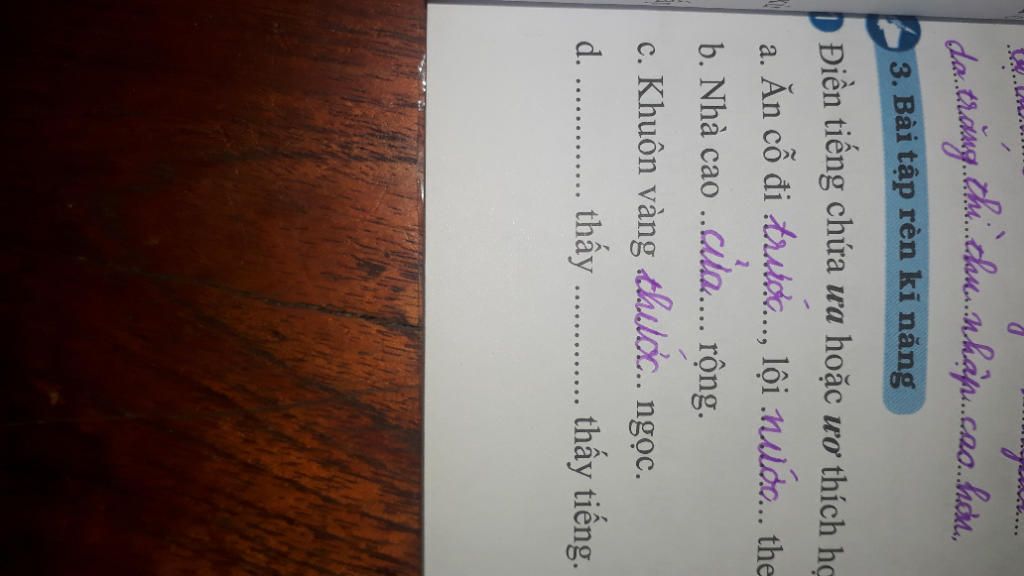 da trắng thì thu nhập cao hơn.
3. Bài tập rèn kĩ năng
1 Điền tiếng chứa ưa hoặc ươ thích
a. Ăn cỗ đi trước..., lội nước... the
b. Nhà cao ...cửa.... rộng.
c. Khuôn vàng thước... ngọc.
d. ............. thấy ............. thấy tiếng.